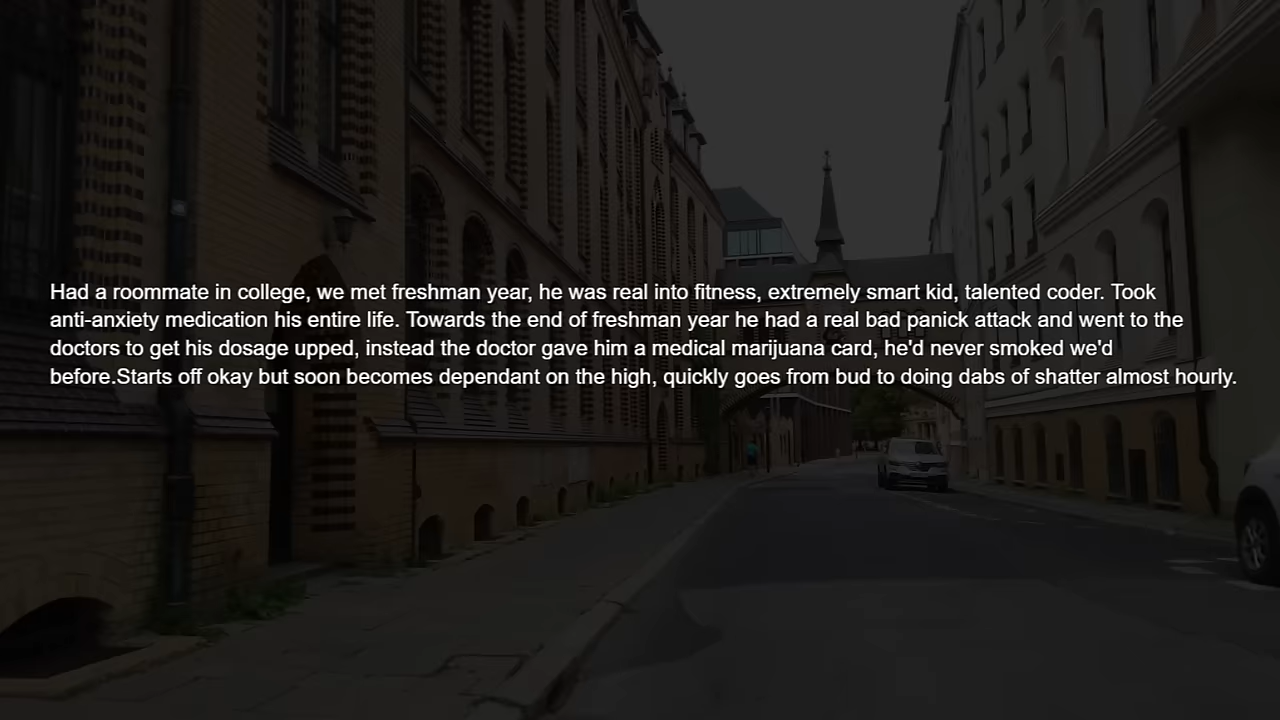 Had a roommate in college, we met freshman year, he was real into fitness, extremely smart kid, talented coder. Took
anti-anxiety medication his entire life. Towards the end of freshman year he had a real bad panick attack and went to the
doctors to get his dosage upped, instead the doctor gave him a medical marijuana card, he'd never smoked we'd
before.Starts off okay but soon becomes dependant on the high, quickly goes from bud to doing dabs of shatter almost hourly.